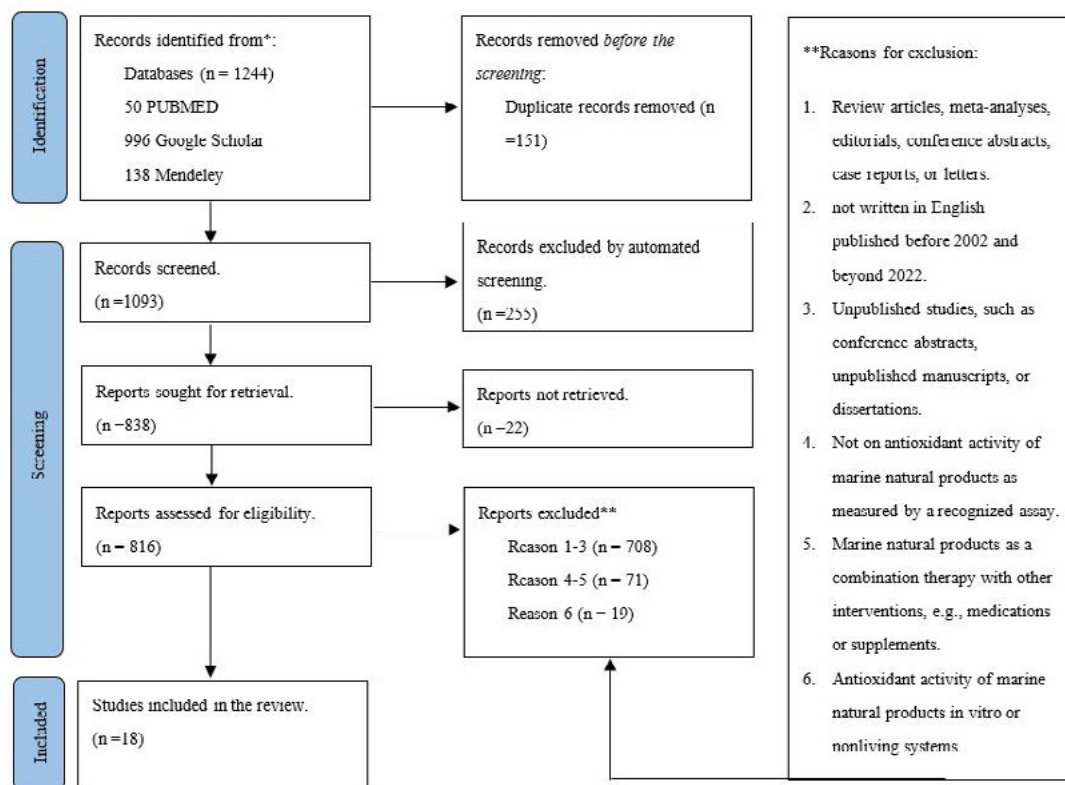 Identification
Records identified from*:
Databases (n = 1244)
50 PUBMED
996 Google Scholar
138 Mendeley
Records removed before the
screening:
Duplicate records removed (n
=151)
Screening
Records screened.
(n =1093)
Records excluded by automated
screening.
(n =255)
Reports sought for retrieval.
(n =838)
Reports not retrieved.
(n =22)
Reports assessed for eligibility.
(n = 816)
Reports excluded**
Reason 1-3 (n = 708)
Reason 4-5 (n = 71)
Reason 6 (n = 19)
Included
Studies included in the review.
(n =18)
**Reasons for exclusion:
1. Review articles, meta-analyses,
editorials, conference abstracts,
case reports, or letters.
2. not written in English
published before 2002 and
beyond 2022.
3. Unpublished studies, such as
conference abstracts,
unpublished manuscripts, or
dissertations.
4. Not on antioxidant activity of
marine natural products as
measured by a recognized assay.
5. Marine natural products as a
combination therapy with other
interventions, e.g., medications
or supplements.
6. Antioxidant activity of marine
natural products in vitro or
nonliving systems